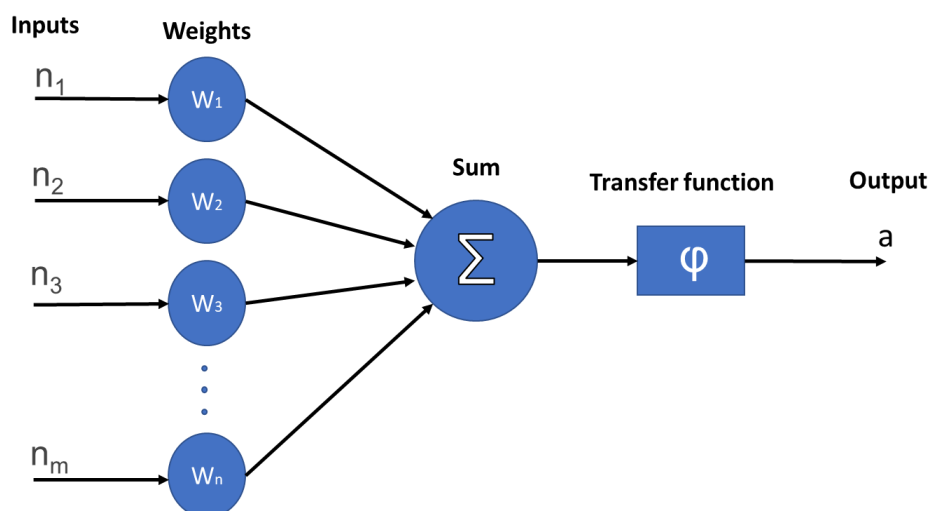 Inputs
Weights
n₁
W₁
n₂
W₂
n₃
W₃
nₘ
Wₙ
Sum
Σ
Transfer function
φ
Output
a